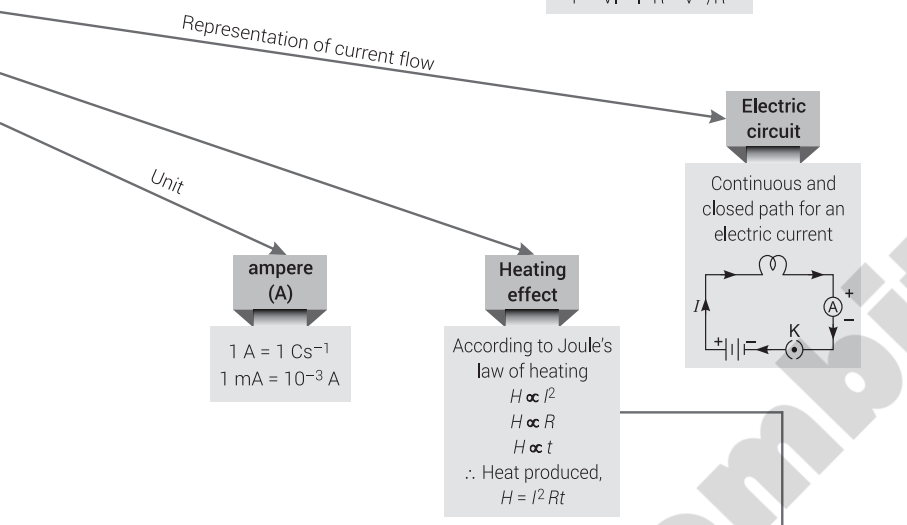 Representation of current flow
Electric
circuit
Continuous and
closed path for an
electric current
I
A
+
−
K
+
−
Unit
ampere
(A)
1 A = 1 Cs⁻¹
1 mA = 10⁻³ A
Heating
effect
According to Joule's
law of heating
H ∝ I²
H ∝ R
H ∝ t
∴ Heat produced,
H = I² Rt